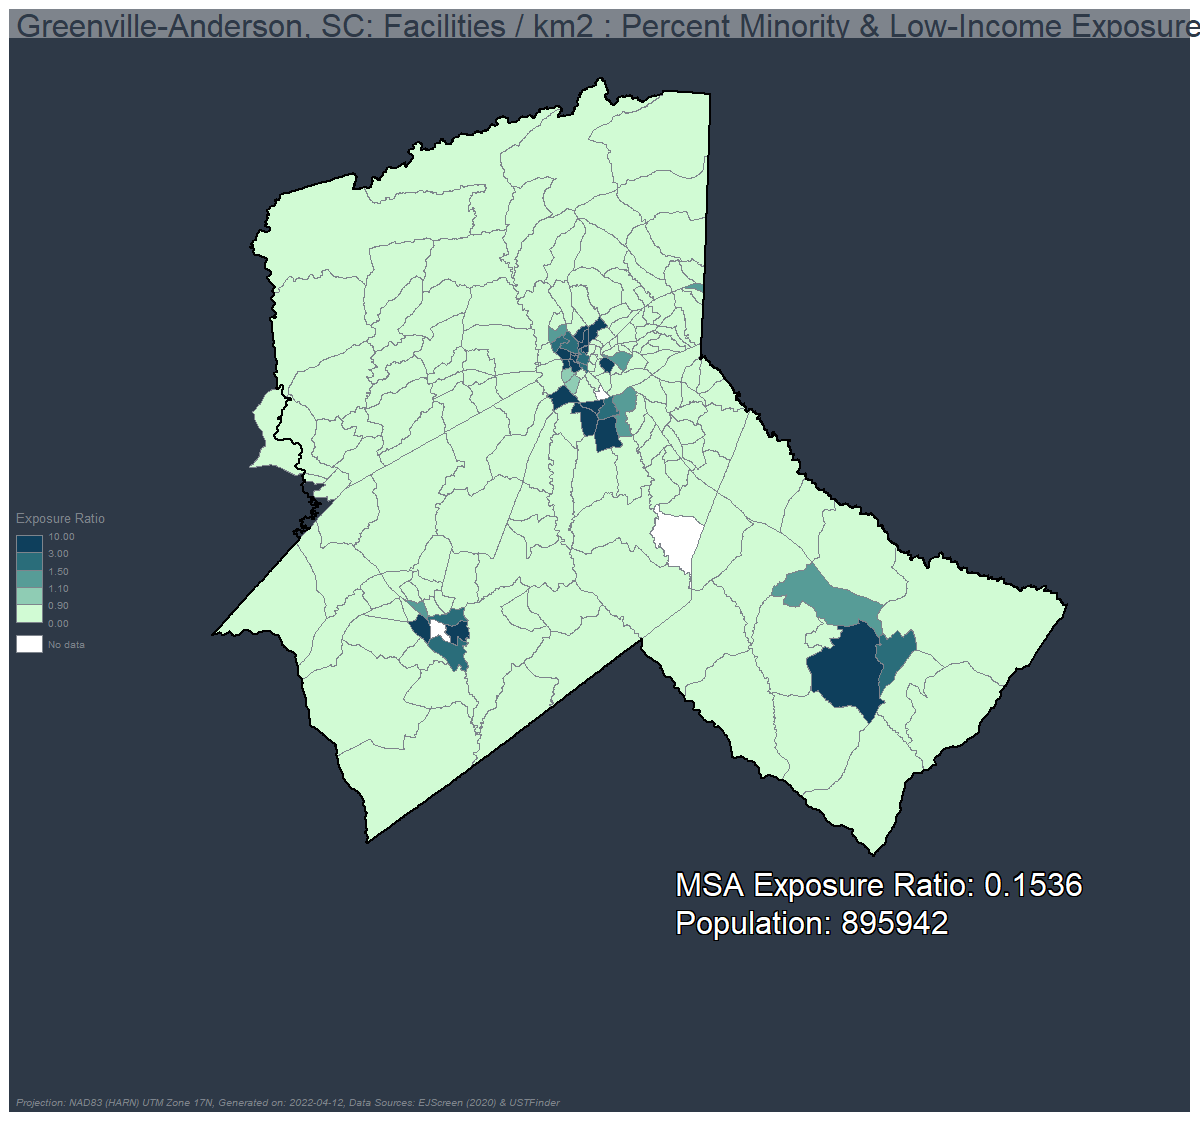 Greenville-Anderson, SC: Facilities / km2 : Percent Minority & Low-Income Exposure
Exposure Ratio
10.00
3.00
1.50
1.10
0.90
0.00
No data
MSA Exposure Ratio: 0.1536
Population: 895942
Projection: NAD83 (HARN) UTM Zone 17N, Generated on: 2022-04-12, Data Sources: EJScreen (2020) & USTFinder